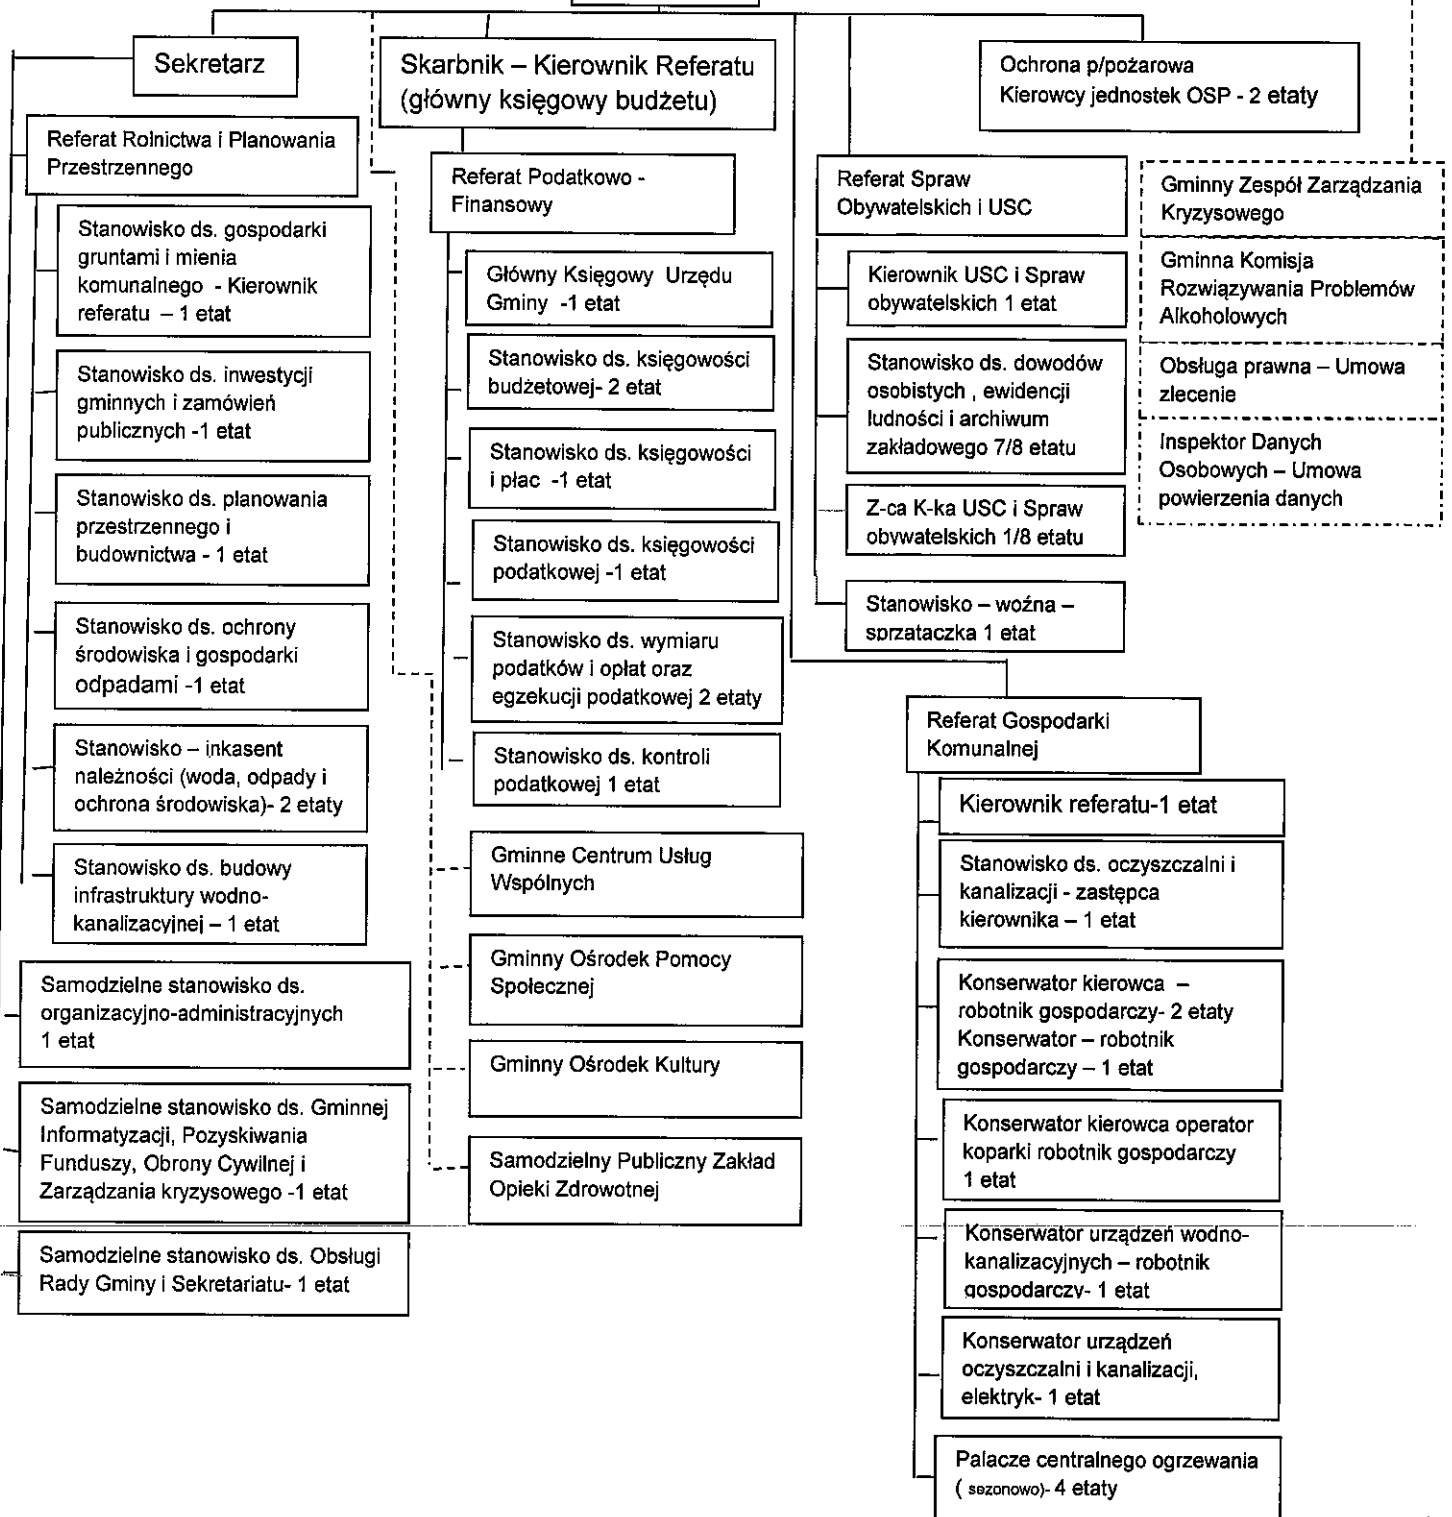 Sekretarz
Referat Rolnictwa i Planowania
Przestrzennego
Stanowisko ds. gospodarki
gruntami i mienia
komunalnego - Kierownik
referatu – 1 etat
Stanowisko ds. inwestycji
gminnych i zamówień
publicznych -1 etat
Stanowisko ds. planowania
przestrzennego i
budownictwa - 1 etat
Stanowisko ds. ochrony
środowiska i gospodarki
odpadami -1 etat
Stanowisko – inkasent
należności (woda, odpady i
ochrona środowiska)- 2 etaty
Stanowisko ds. budowy
infrastruktury wodno-
kanalizacyjnej – 1 etat
Samodzielne stanowisko ds.
organizacyjno-administracyjnych
1 etat
Samodzielne stanowisko ds. Gminnej
Informatyzacji, Pozyskiwania
Funduszy, Obrony Cywilnej i
Zarządzania kryzysowego -1 etat
Samodzielne stanowisko ds. Obsługi
Rady Gminy i Sekretariatu- 1 etat
Skarbnik – Kierownik Referatu
(główny księgowy budżetu)
Referat Podatkowo -
Finansowy
Główny Księgowy Urzędu
Gminy -1 etat
Stanowisko ds. księgowości
budżetowej- 2 etat
Stanowisko ds. księgowości
i płac -1 etat
Stanowisko ds. księgowości
podatkowej -1 etat
Stanowisko ds. wymiaru
podatków i opłat oraz
egzekucji podatkowej 2 etaty
Stanowisko ds. kontroli
podatkowej 1 etat
Gminne Centrum Usług
Wspólnych
Gminny Ośrodek Pomocy
Społecznej
Gminny Ośrodek Kultury
Samodzielny Publiczny Zakład
Opieki Zdrowotnej
Ochrona p/pożarowa
Kierowcy jednostek OSP - 2 etaty
Referat Spraw
Obywatelskich i USC
Kierownik USC i Spraw
obywatelskich 1 etat
Stanowisko ds. dowodów
osobistych , ewidencji
ludności i archiwum
zakładowego 7/8 etatu
Z-ca K-ka USC i Spraw
obywatelskich 1/8 etatu
Stanowisko – woźna –
sprzątaczka 1 etat
Gminny Zespół Zarządzania
Kryzysowego
Gminna Komisja
Rozwiązywania Problemów
Alkoholowych
Obsługa prawna – Umowa
zlecenie
Inspektor Danych
Osobowych – Umowa
powierzenia danych
Referat Gospodarki
Komunalnej
Kierownik referatu-1 etat
Stanowisko ds. oczyszczalni i
kanalizacji - zastępca
kierownika – 1 etat
Konserwator kierowca –
robotnik gospodarczy- 2 etaty
Konserwator – robotnik
gospodarczy – 1 etat
Konserwator kierowca operator
koparki robotnik gospodarczy
1 etat
Konserwator urządzeń wodno-
kanalizacyjnych – robotnik
gospodarczy- 1 etat
Konserwator urządzeń
oczyszczalni i kanalizacji,
elektryk- 1 etat
Palacze centralnego ogrzewania
( sezonowo)- 4 etaty